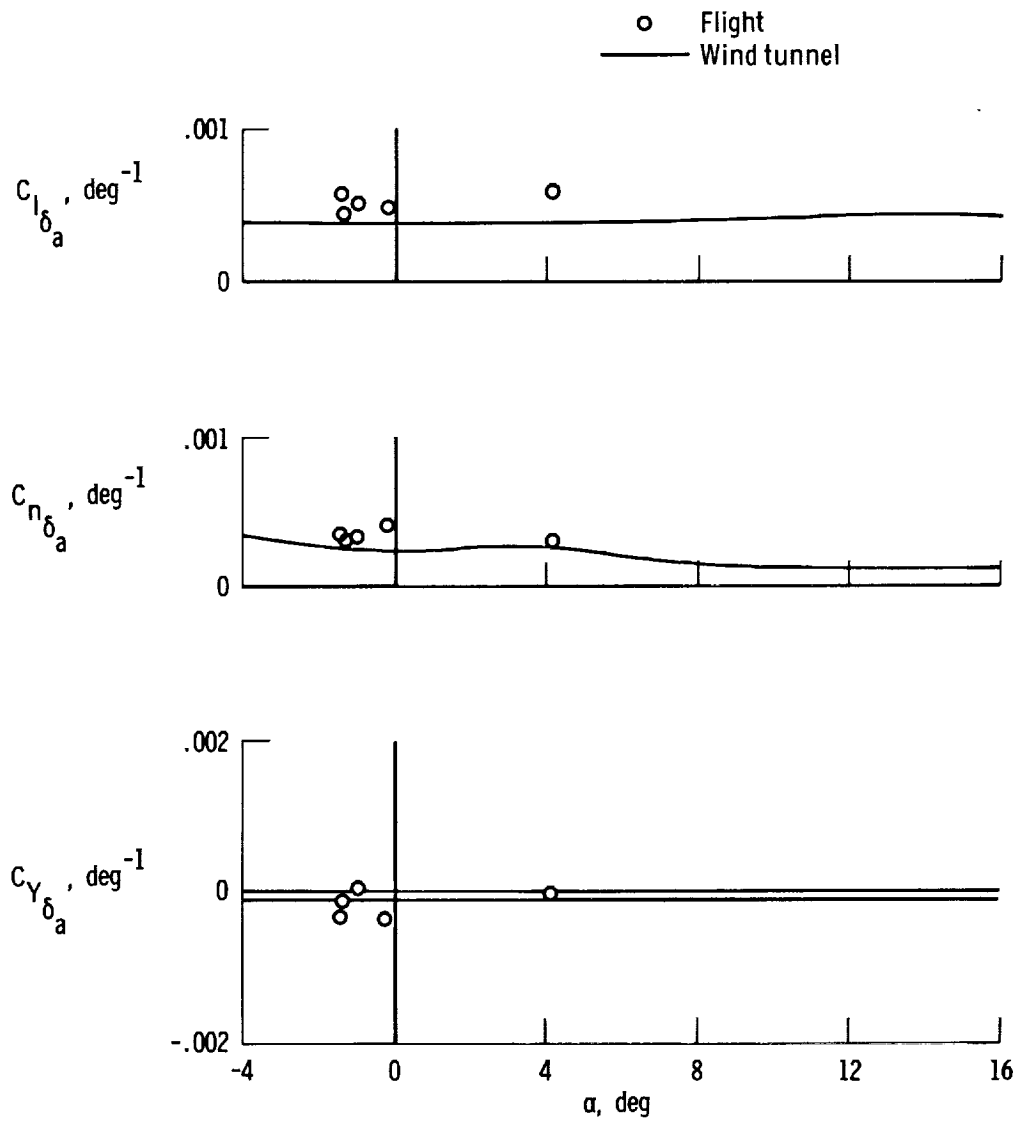 Flight
Wind tunnel
.001
C_{l_{δ_a}}, deg^{-1}
0
.001
C_{n_{δ_a}}, deg^{-1}
0
.002
C_{Y_{δ_a}}, deg^{-1}
0
-.002
-4 0 4 8 12 16
α, deg